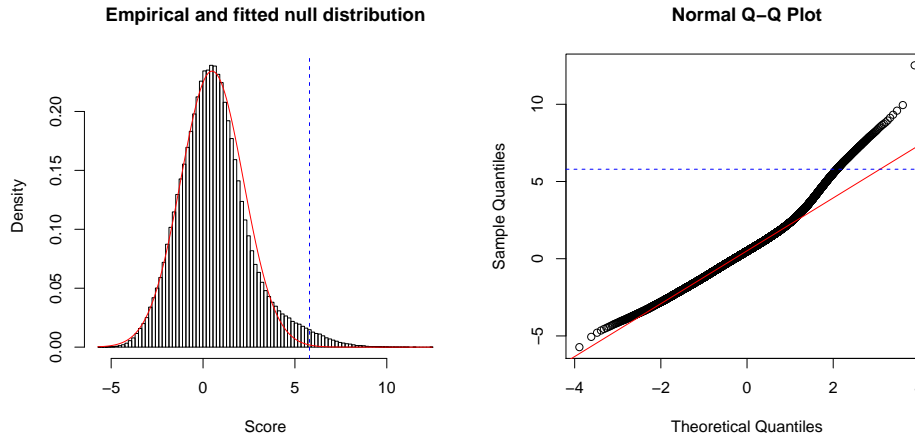 Empirical and fitted null distribution
Density
0.00
0.05
0.10
0.15
0.20
−5
0
5
10
Score
Normal Q−Q Plot
Sample Quantiles
−5
0
5
10
−4
−2
0
2
Theoretical Quantiles